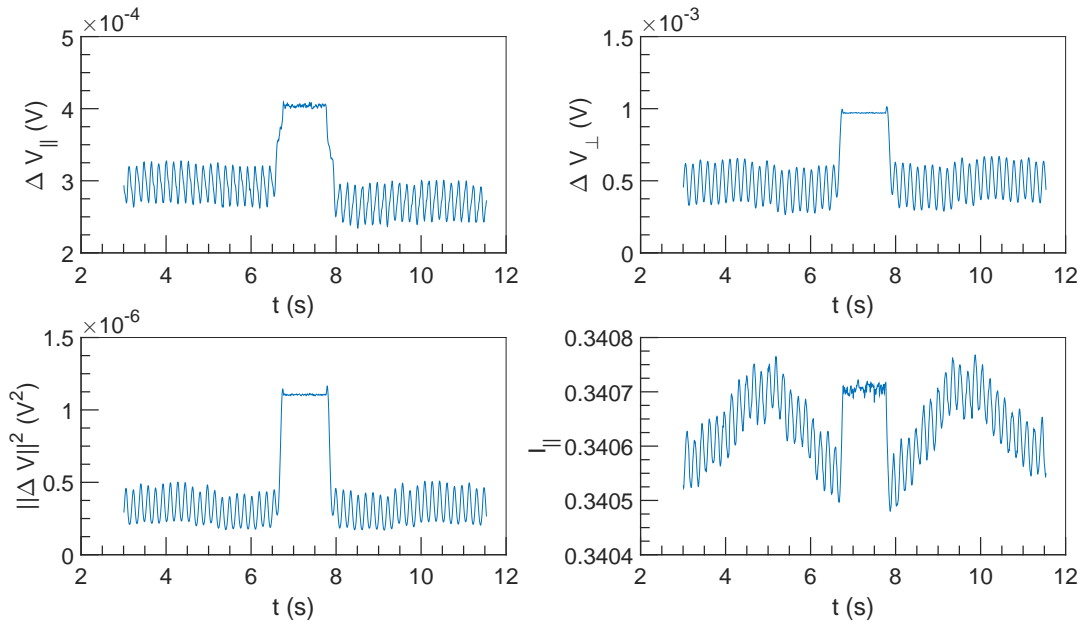 ×10⁻⁴
5
4
3
2
Δ V∥ (V)
2 4 6 8 10 12
t (s)
×10⁻³
1.5
1
0.5
0
Δ V⊥ (V)
2 4 6 8 10 12
t (s)
×10⁻⁶
1.5
1
0.5
0
||Δ V||² (V²)
2 4 6 8 10 12
t (s)
0.3408
0.3407
0.3406
0.3405
0.3404
I∥
2 4 6 8 10 12
t (s)